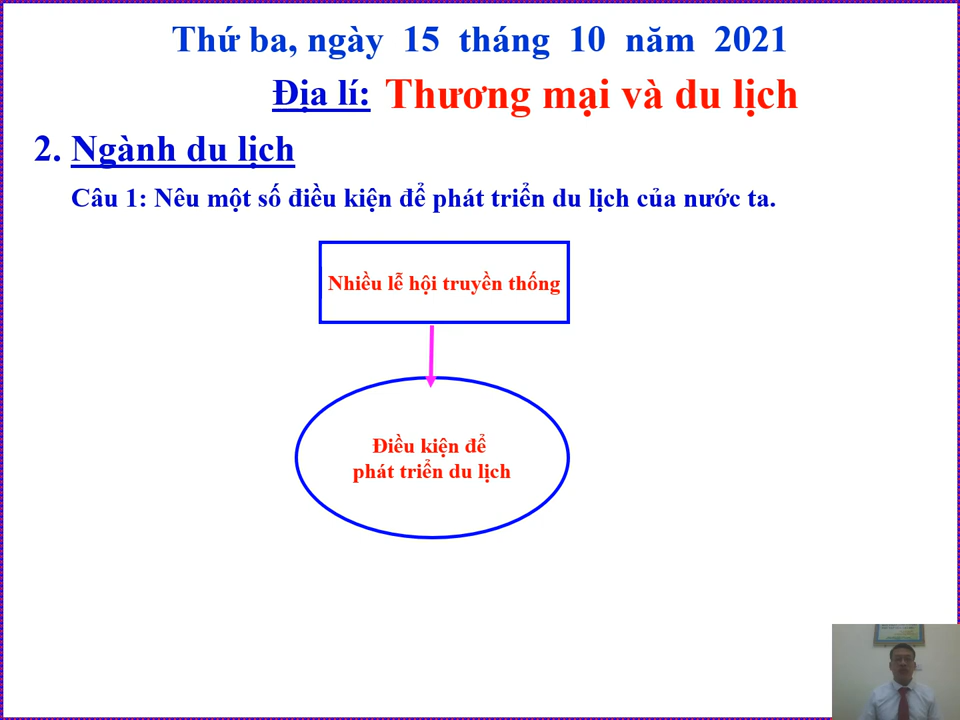 Thứ ba, ngày 15 tháng 10 năm 2021
Địa lí: Thương mại và du lịch
2. Ngành du lịch
Câu 1: Nêu một số điều kiện để phát triển du lịch của nước ta.
Nhiều lễ hội truyền thống
Điều kiện để
phát triển du lịch